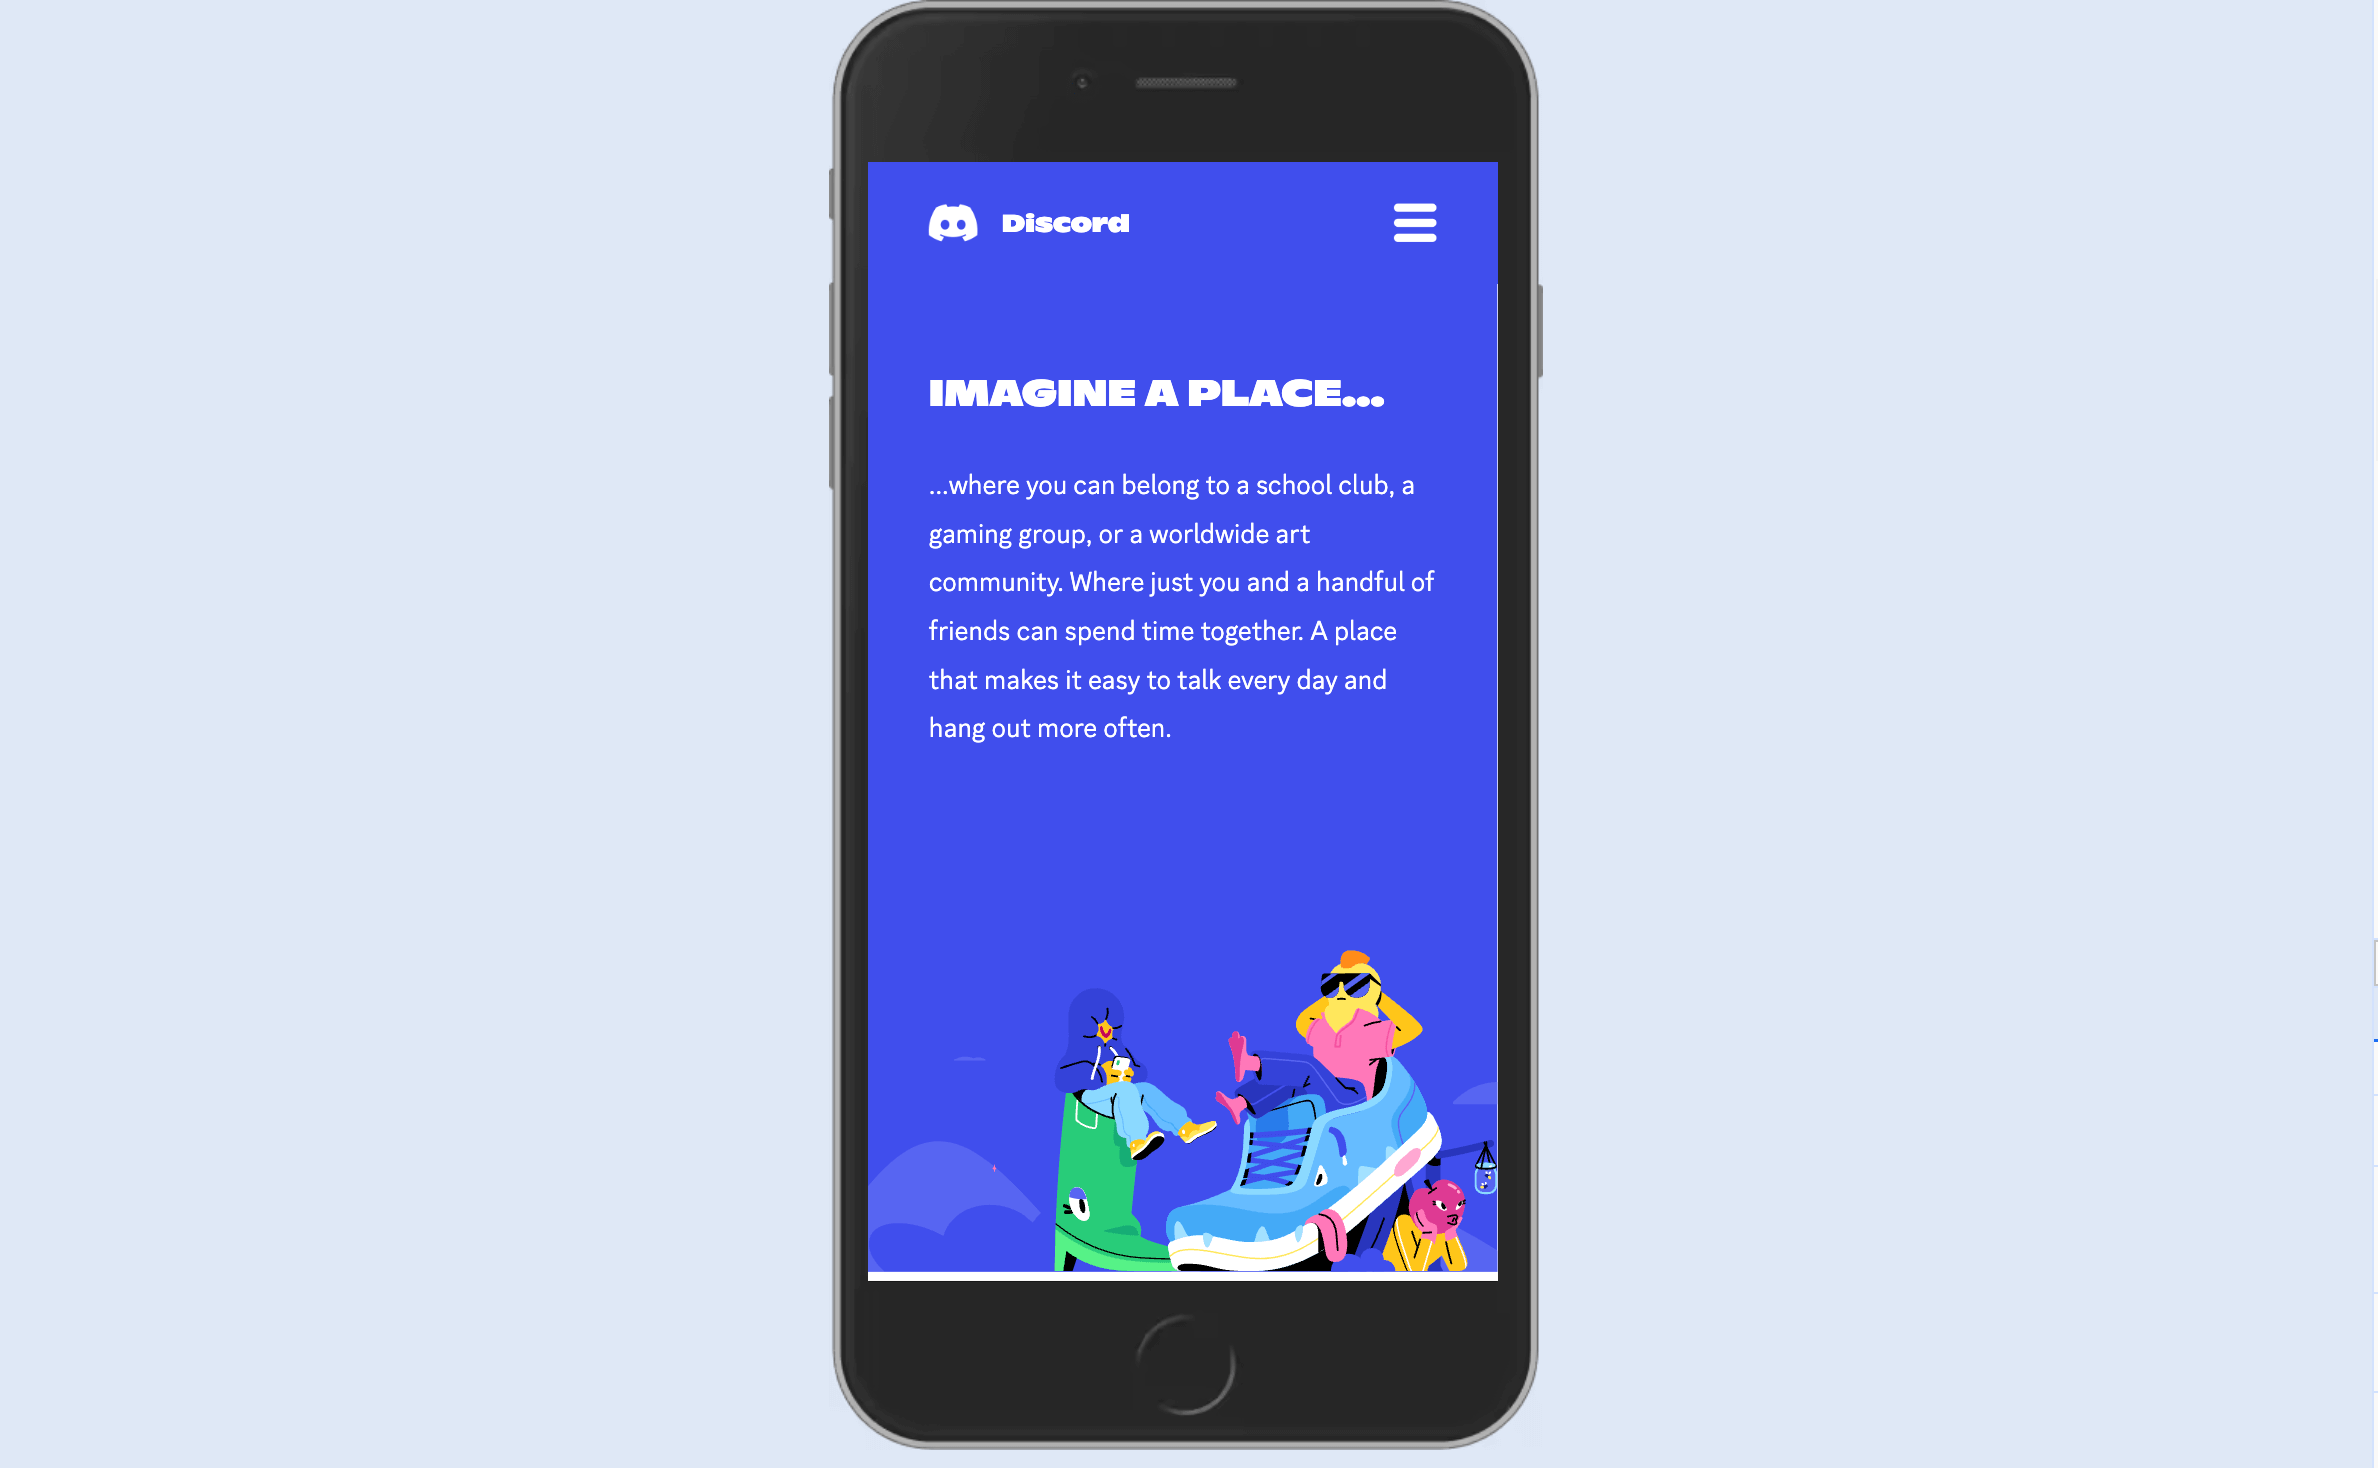 Discord
IMAGINE A PLACE...
...where you can belong to a school club, a
gaming group, or a worldwide art
community. Where just you and a handful of
friends can spend time together. A place
that makes it easy to talk every day and
hang out more often.